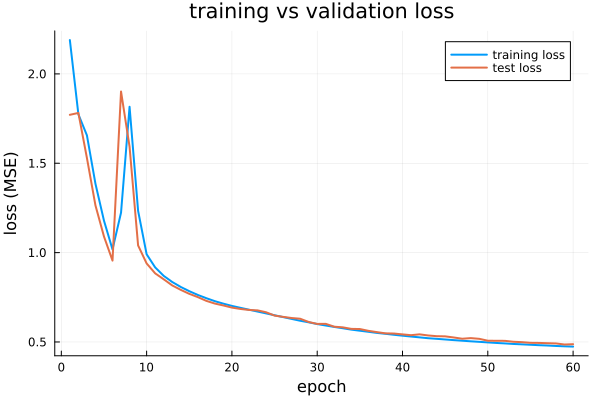 training vs validation loss
training loss
test loss
loss (MSE)
2.0
1.5
1.0
0.5
0 10 20 30 40 50 60
epoch